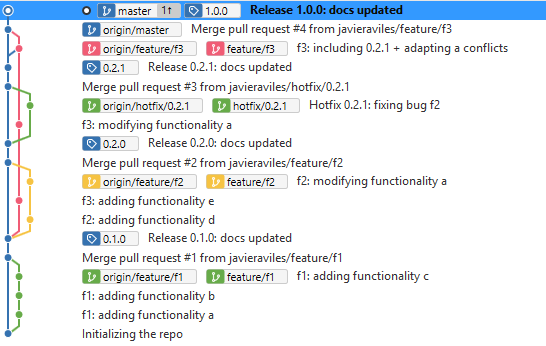 master 1↑ 1.0.0 Release 1.0.0: docs updated
origin/master Merge pull request #4 from javieraviles/feature/f3
origin/feature/f3 feature/f3 f3: including 0.2.1 + adapting a conflicts
0.2.1 Release 0.2.1: docs updated
Merge pull request #3 from javieraviles/hotfix/0.2.1
origin/hotfix/0.2.1 hotfix/0.2.1 Hotfix 0.2.1: fixing bug f2
f3: modifying functionality a
0.2.0 Release 0.2.0: docs updated
Merge pull request #2 from javieraviles/feature/f2
origin/feature/f2 feature/f2 f2: modifying functionality a
f3: adding functionality e
f2: adding functionality d
0.1.0 Release 0.1.0: docs updated
Merge pull request #1 from javieraviles/feature/f1
origin/feature/f1 feature/f1 f1: adding functionality c
f1: adding functionality b
f1: adding functionality a
Initializing the repo